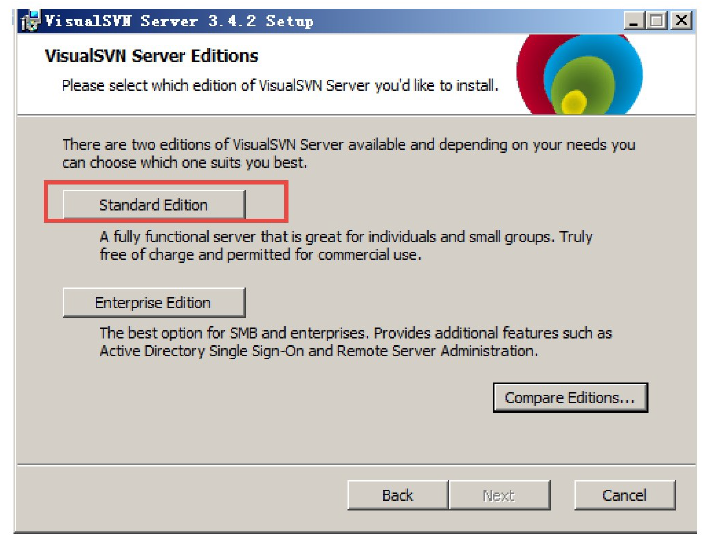 VisualSVN Server 3.4.2 Setup
VisualSVN Server Editions
Please select which edition of VisualSVN Server you'd like to install.
There are two editions of VisualSVN Server available and depending on your needs you
can choose which one suits you best.
Standard Edition
A fully functional server that is great for individuals and small groups. Truly
free of charge and permitted for commercial use.
Enterprise Edition
The best option for SMB and enterprises. Provides additional features such as
Active Directory Single Sign-On and Remote Server Administration.
Compare Editions...
Back
Next
Cancel